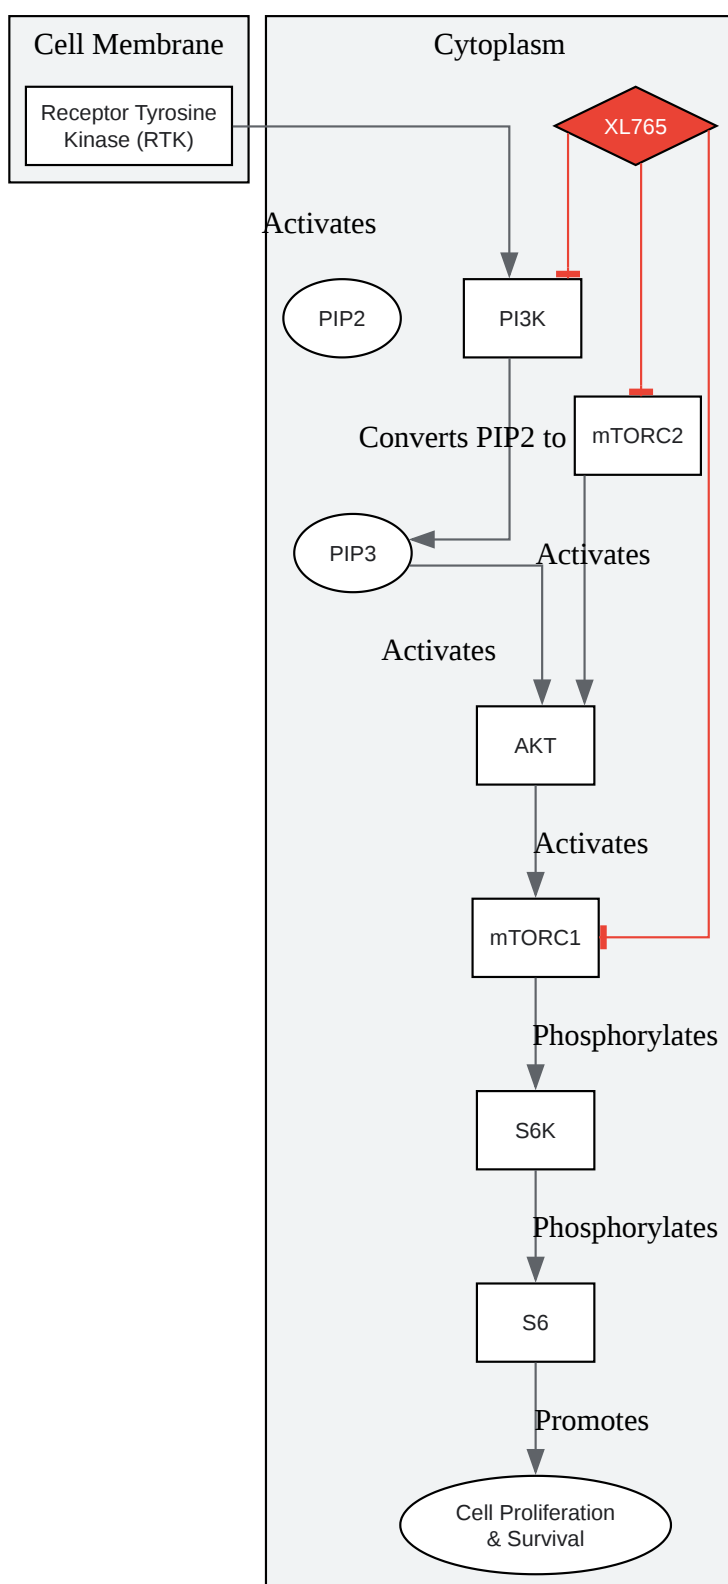 Cell Membrane
Cytoplasm
Receptor Tyrosine
Kinase (RTK)
XL765
Activates
PIP2
PI3K
Converts PIP2 to
mTORC2
PIP3
Activates
Activates
AKT
Activates
mTORC1
Phosphorylates
S6K
Phosphorylates
S6
Promotes
Cell Proliferation
& Survival